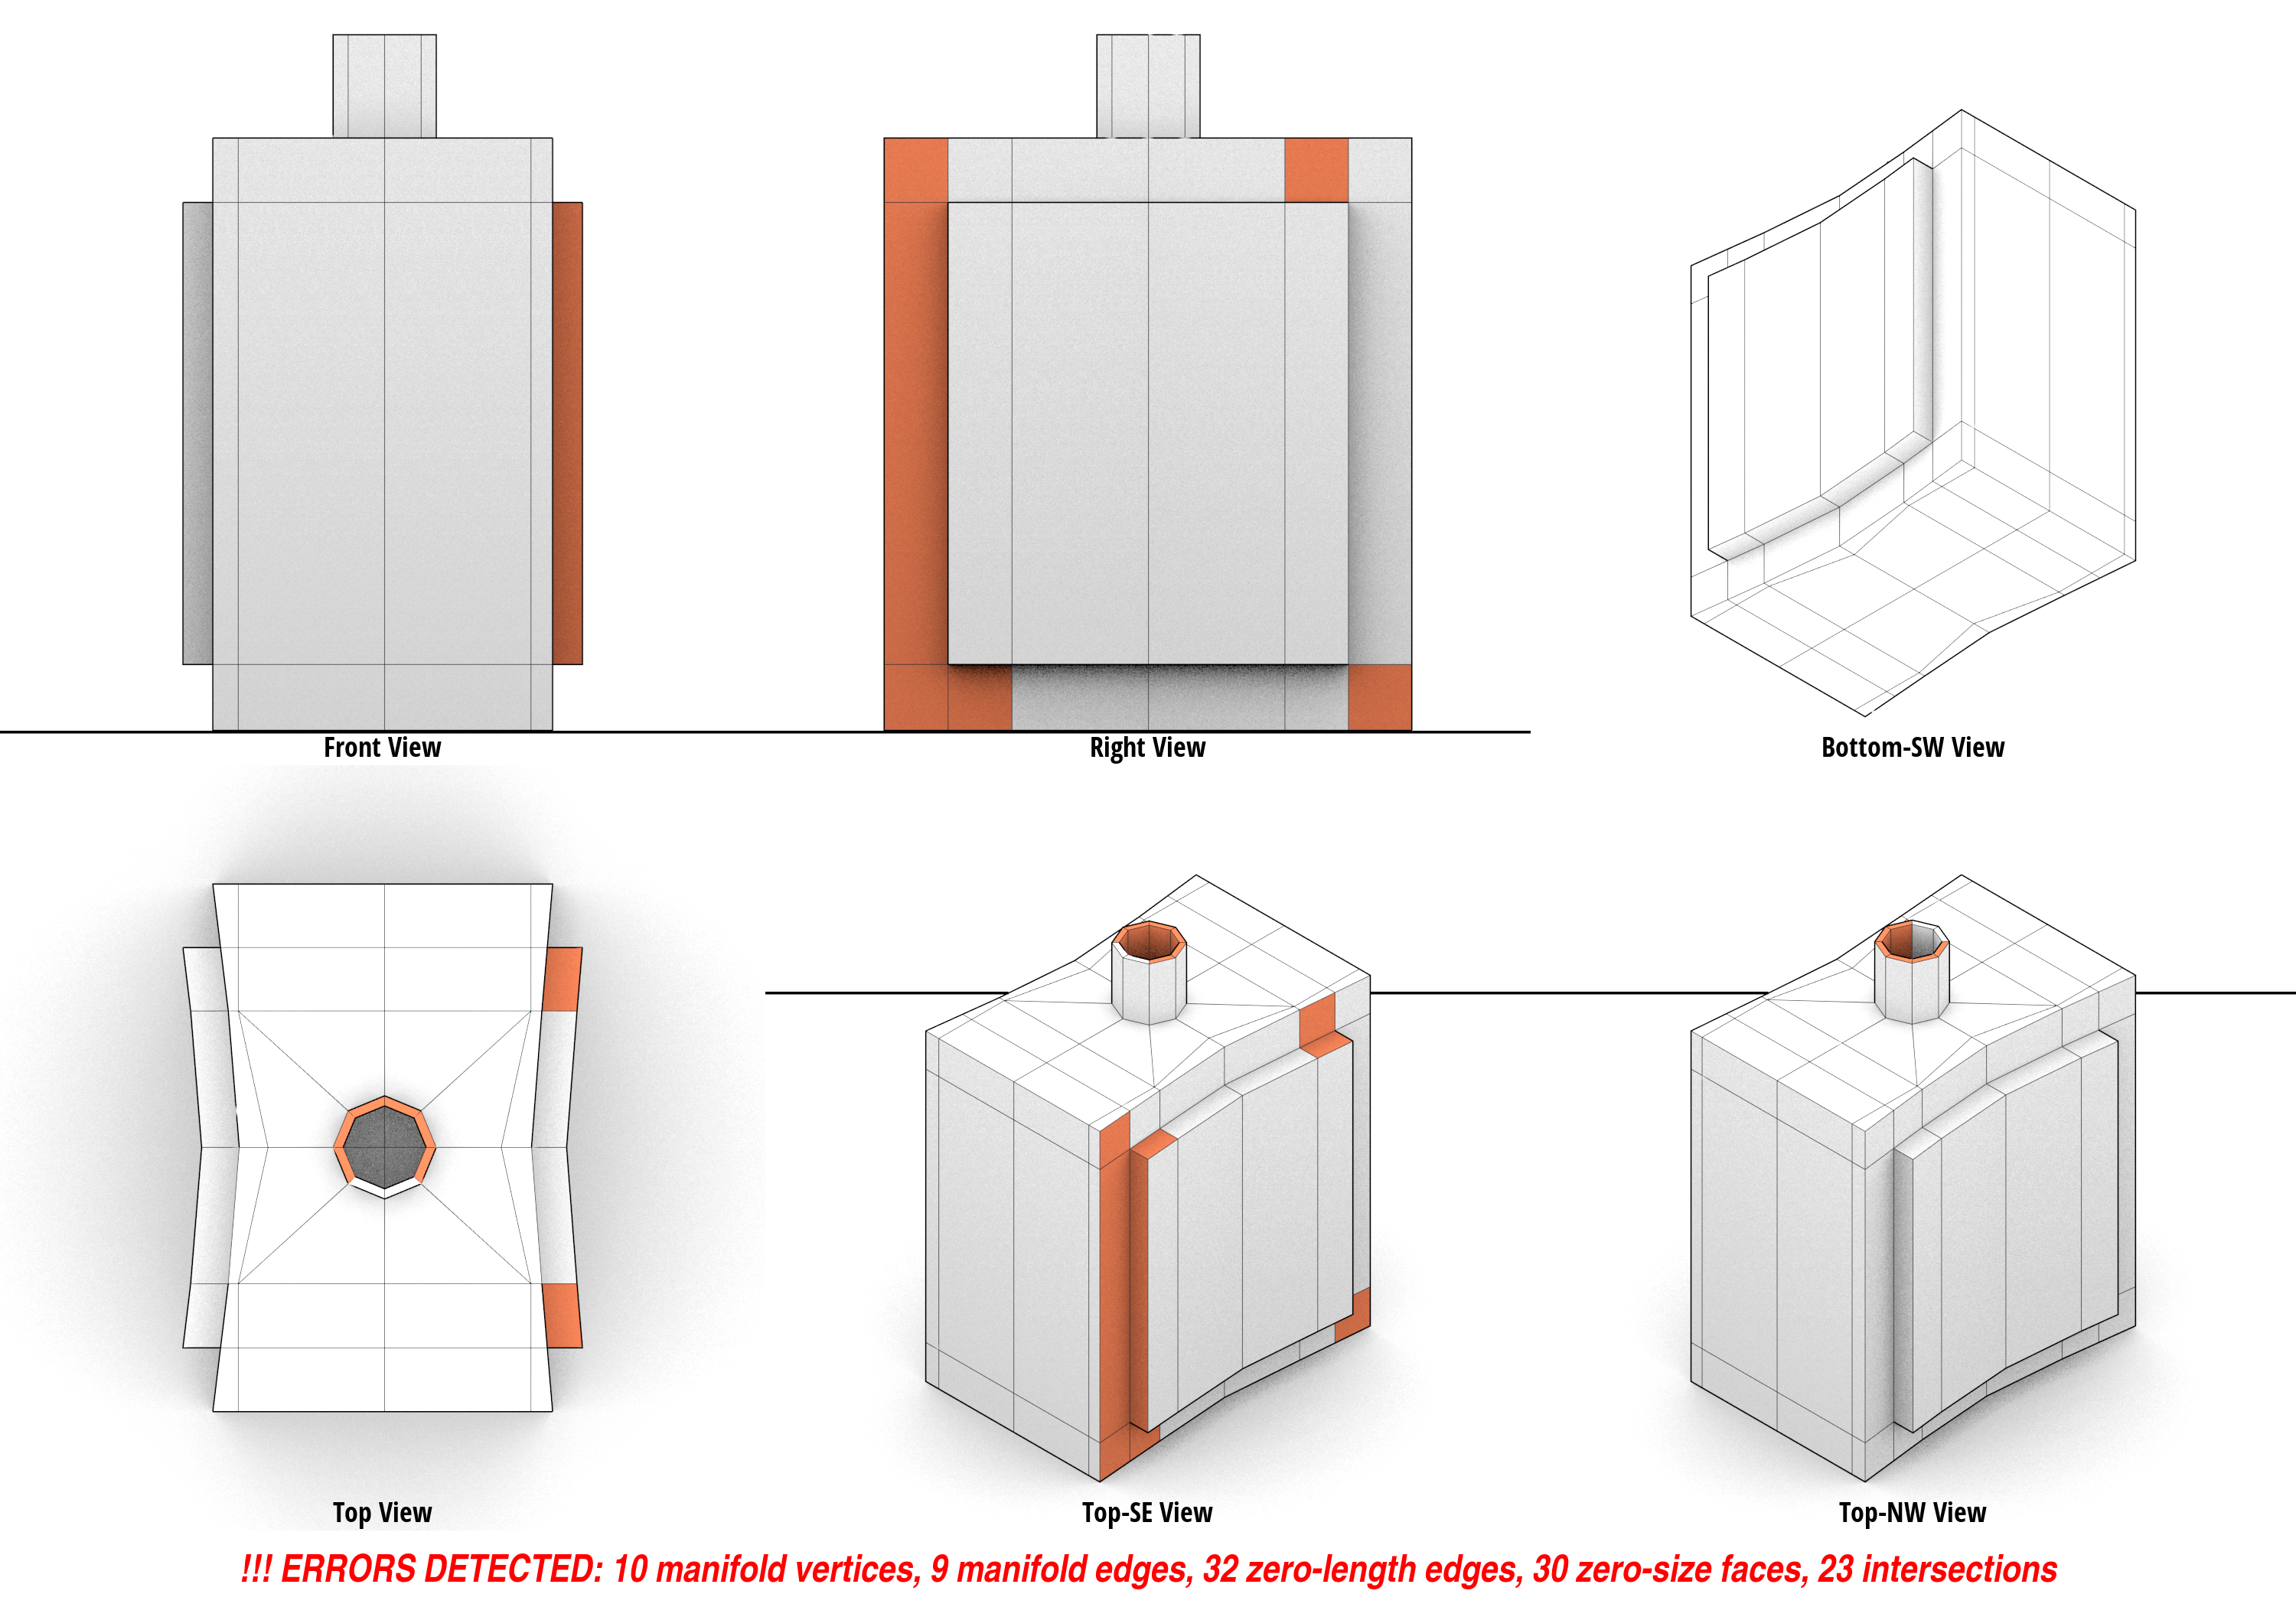 Front View
Right View
Bottom-SW View
Top View
Top-SE View
Top-NW View
!!! ERRORS DETECTED: 10 manifold vertices, 9 manifold edges, 32 zero-length edges, 30 zero-size faces, 23 intersections